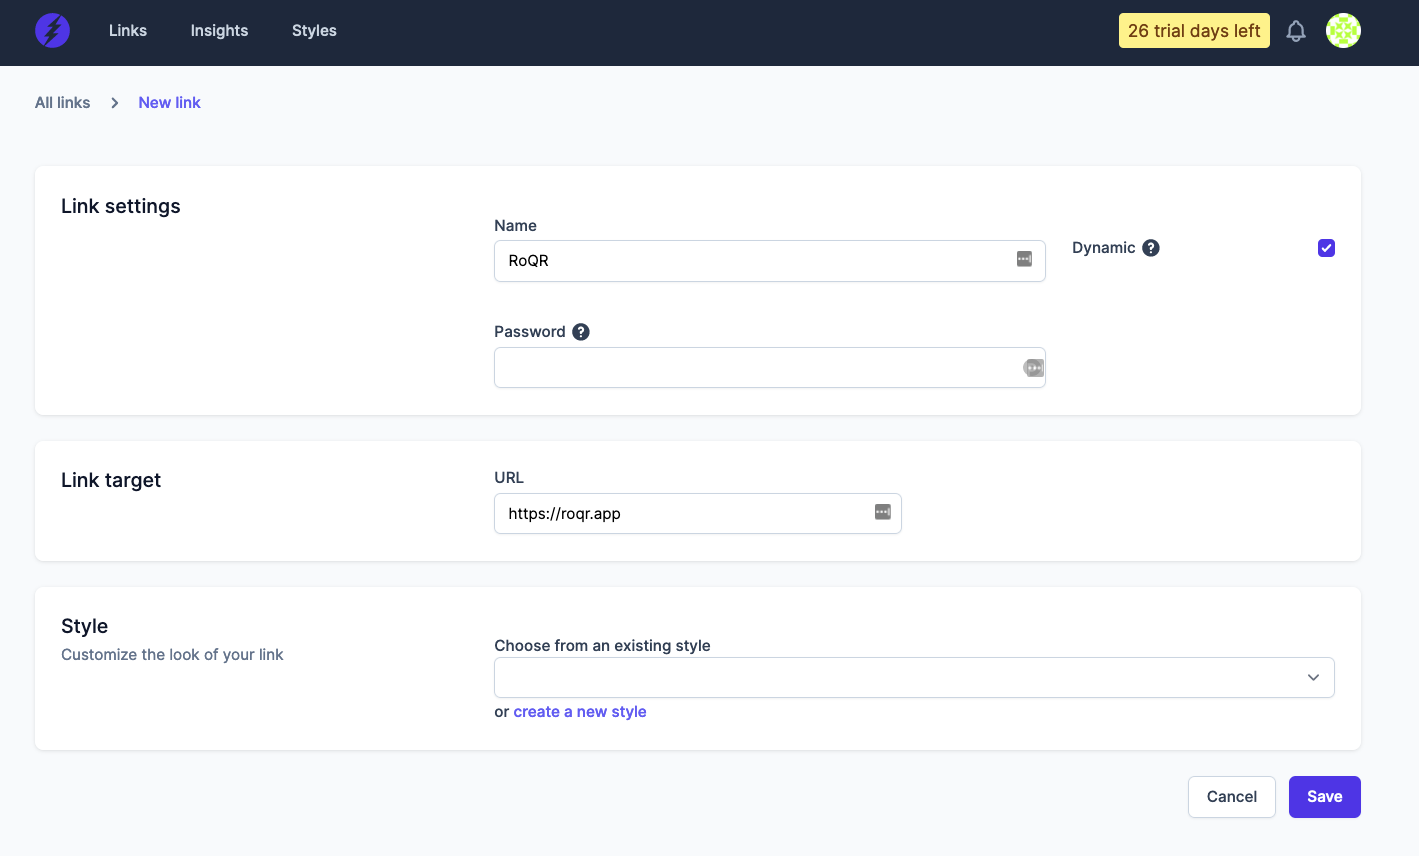 Links Insights Styles 26 trial days left
All links New link
Link settings
Name
RoQR
Dynamic ?
Password ?
Link target
URL
https://roqr.app
Style
Customize the look of your link
Choose from an existing style
or create a new style
Cancel Save